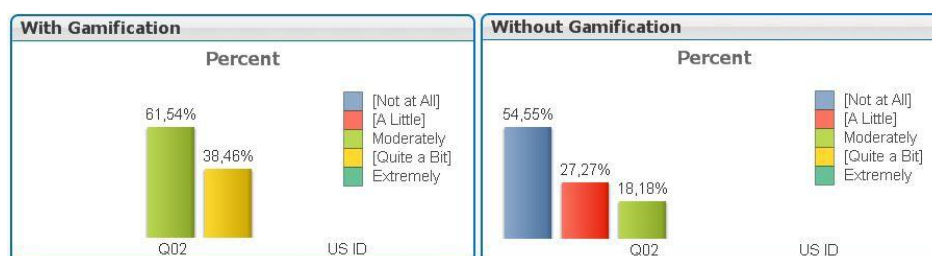 With Gamification
Percent
61,54%
38,46%
[Not at All]
[A Little]
Moderately
[Quite a Bit]
Extremely
Q02
US ID
Without Gamification
Percent
54,55%
27,27%
18,18%
[Not at All]
[A Little]
Moderately
[Quite a Bit]
Extremely
Q02
US ID